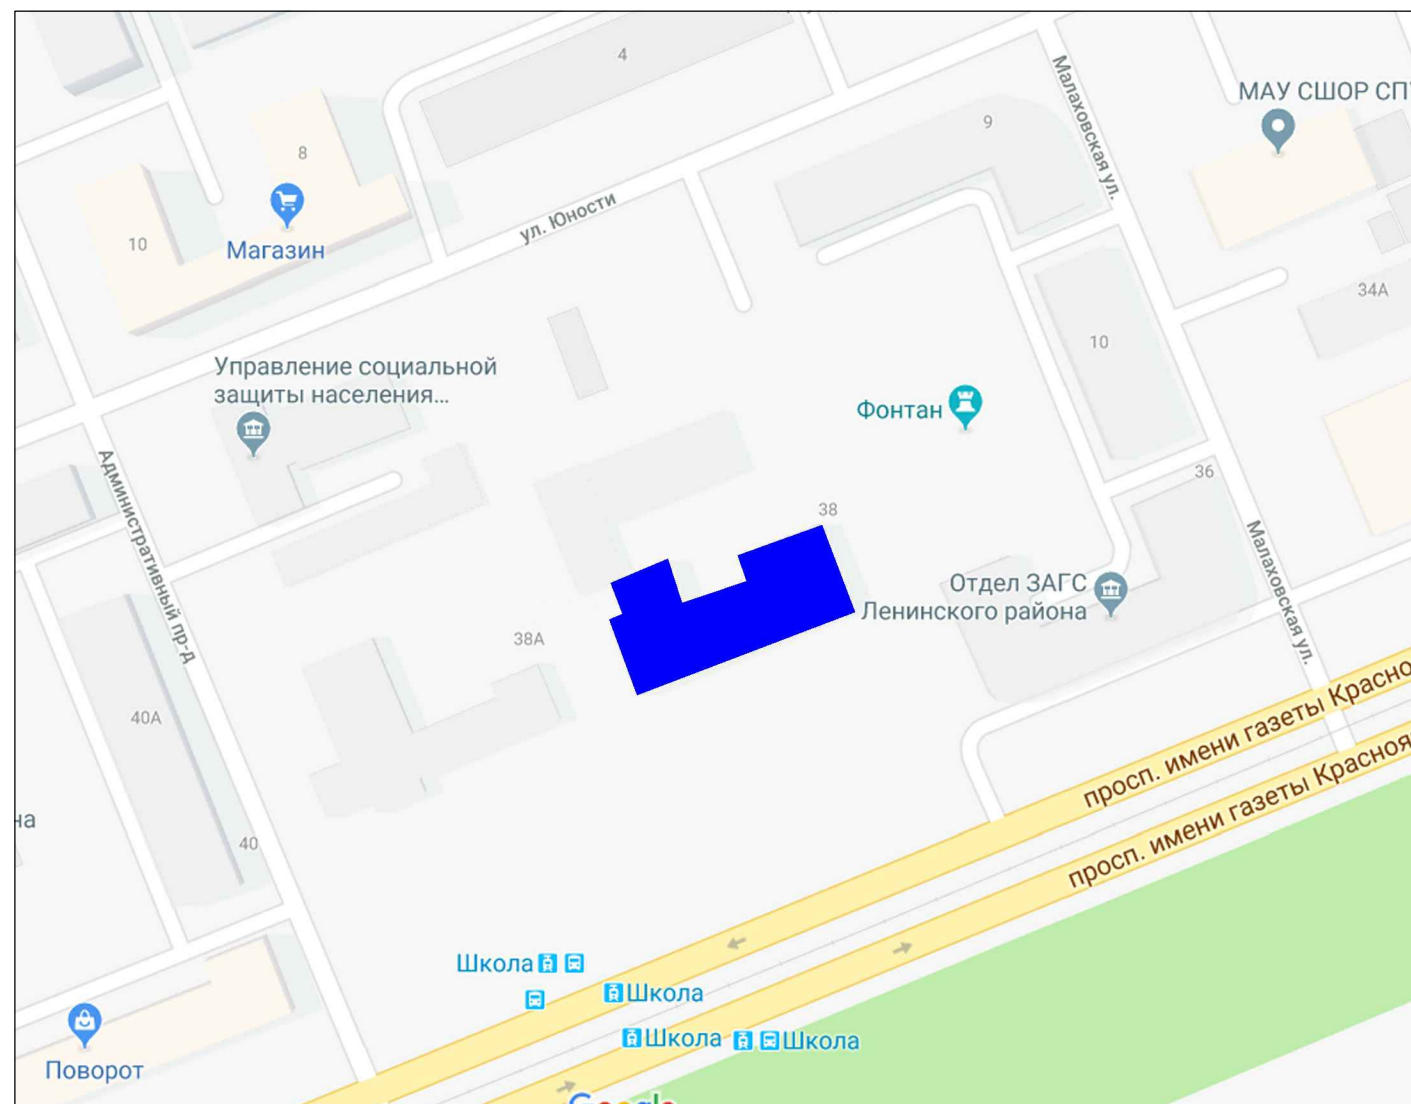 4
9
Малаховская ул.
МАУ СШОР СП
8
Магазин
10
ул. Юности
34А
10
Управление социальной
защиты населения...
Фонтан
Административный пр-д
36
38
Малаховская ул.
Отдел ЗАГС
Ленинского района
38А
40А
просп. имени газеты Красно
просп. имени газеты Красноя
на
40
Школа
Школа
Школа
Школа
Поворот
Google